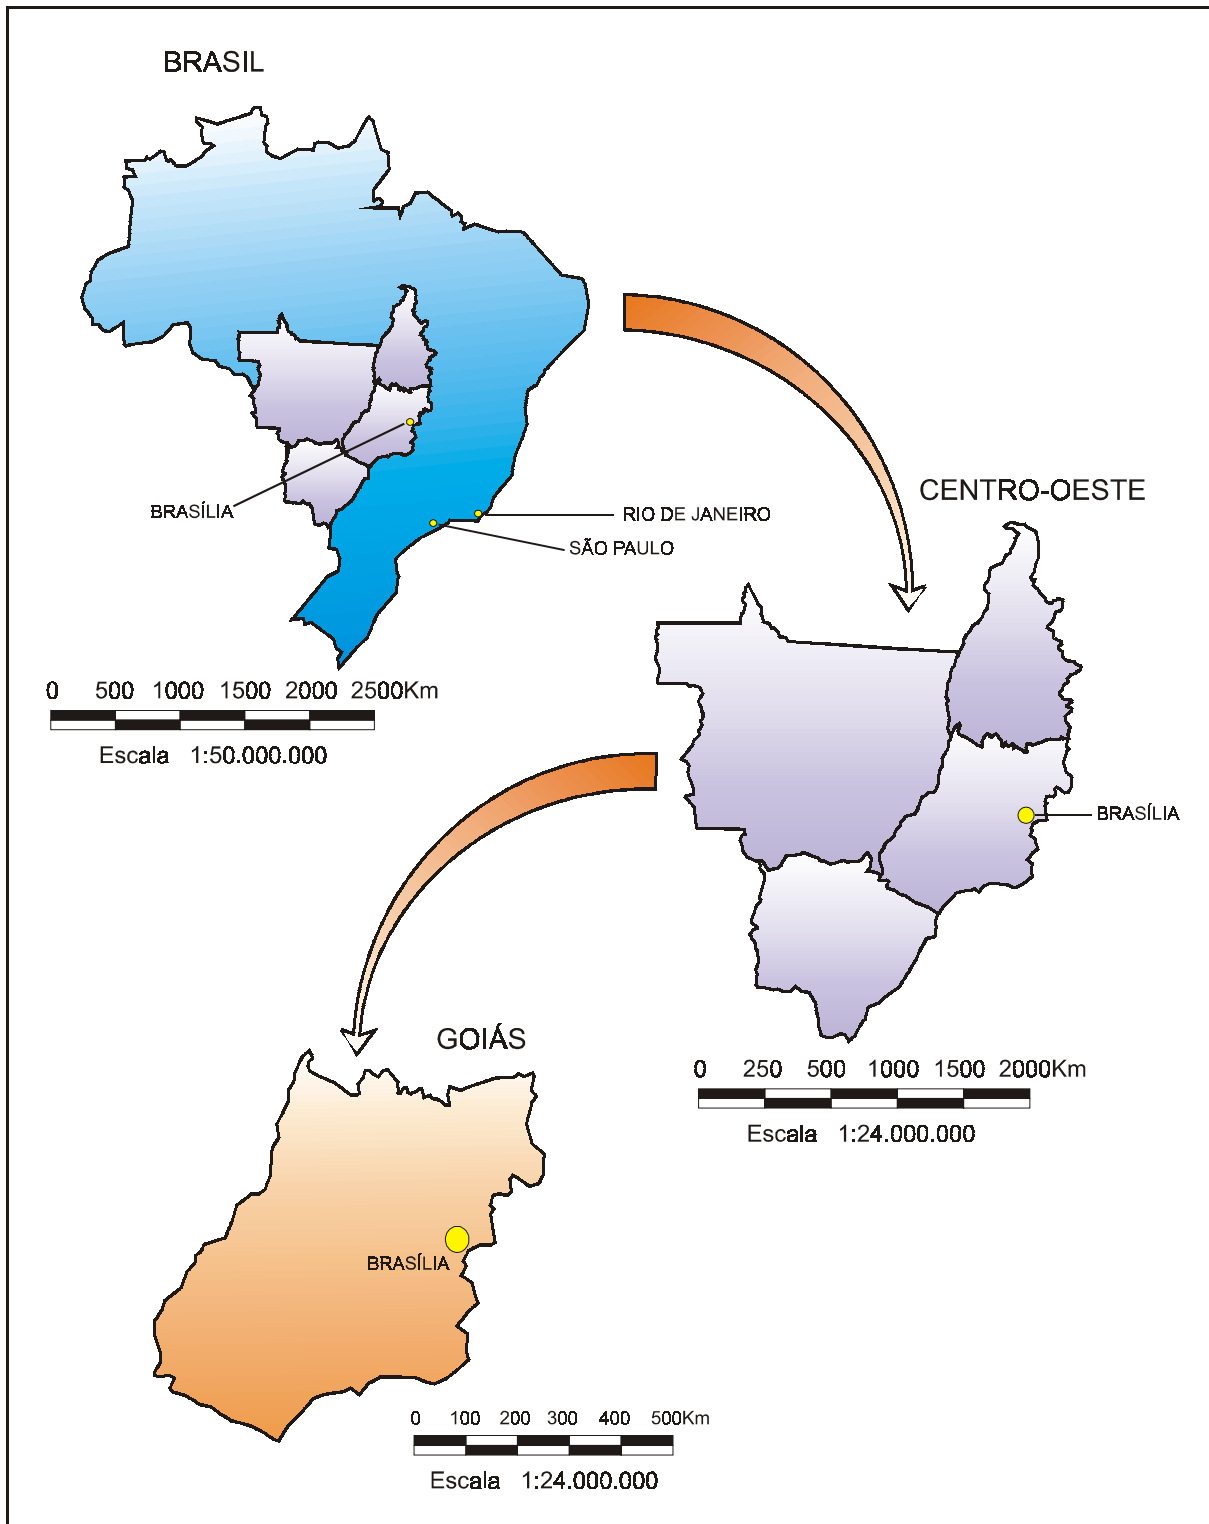 BRASIL
BRASÍLIA
RIO DE JANEIRO
SÃO PAULO
0 500 1000 1500 2000 2500Km
Escala 1:50.000.000
CENTRO-OESTE
BRASÍLIA
0 250 500 1000 1500 2000Km
Escala 1:24.000.000
GOIÁS
BRASÍLIA
0 100 200 300 400 500Km
Escala 1:24.000.000